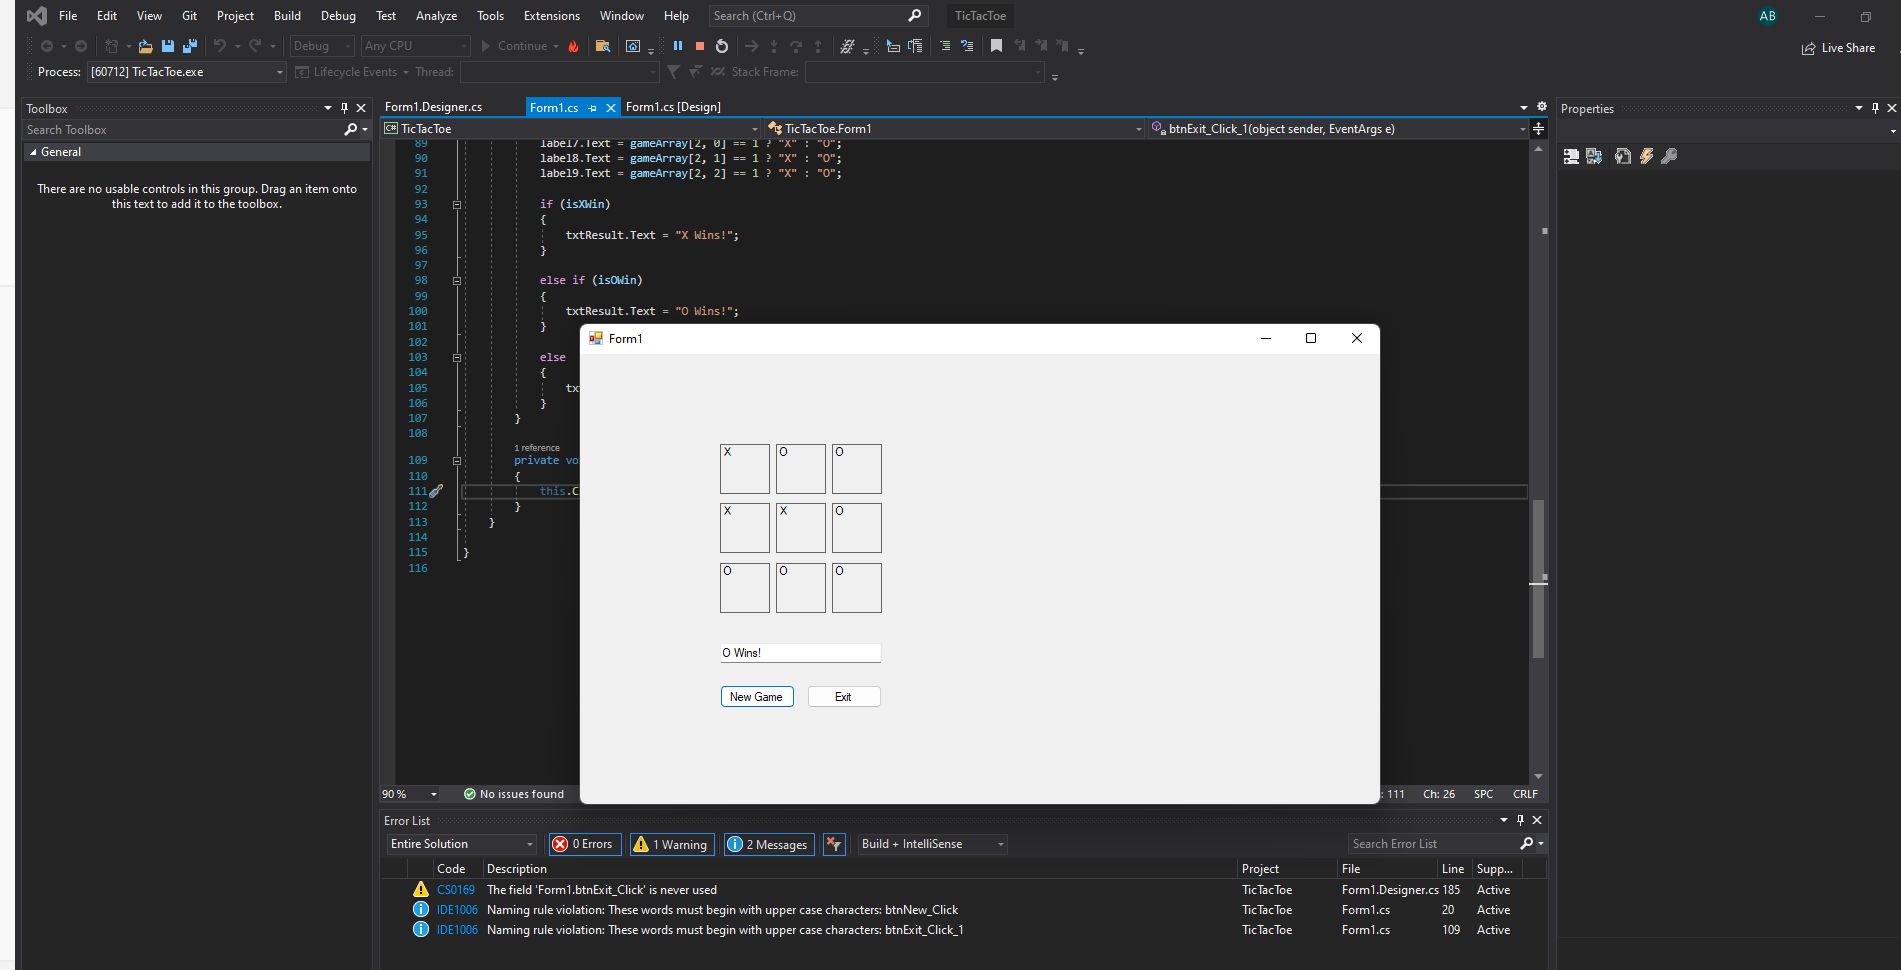 File Edit View Git Project Build Debug Test Analyze Tools Extensions Window Help Search (Ctrl+Q) TicTacToe AB
Debug Any CPU Continue Live Share
Process: [60712] TicTacToe.exe Lifecycle Events Thread: Stack Frame:
Toolbox
Search Toolbox
General
There are no usable controls in this group. Drag an item onto
this text to add it to the toolbox.
Form1.Designer.cs Form1.cs Form1.cs [Design]
C# TicTacToe TicTacToe.Form1 btnExit_Click_1(object sender, EventArgs e)
89 label7.Text = gameArray[2, 0] == 1 ? "X" : "O";
90 label8.Text = gameArray[2, 1] == 1 ? "X" : "O";
91 label9.Text = gameArray[2, 2] == 1 ? "X" : "O";
92
93 if (isXWin)
94 {
95 txtResult.Text = "X Wins!";
96 }
97
98 else if (isOWin)
99 {
100 txtResult.Text = "O Wins!";
101 }
102
103 else
104 {
105 tx
106 }
107 }
108
1 reference
109 private vo
110 {
111 this.C
112 }
113 }
114
115 }
116
Form1
X O O
X X O
O O O
O Wins!
New Game Exit
90 % No issues found : 111 Ch: 26 SPC CRLF
Properties
Error List
Entire Solution 0 Errors 1 Warning 2 Messages Build + IntelliSense Search Error List
Code Description Project File Line Supp...
CS0169 The field 'Form1.btnExit_Click' is never used TicTacToe Form1.Designer.cs 185 Active
IDE1006 Naming rule violation: These words must begin with upper case characters: btnNew_Click TicTacToe Form1.cs 20 Active
IDE1006 Naming rule violation: These words must begin with upper case characters: btnExit_Click_1 TicTacToe Form1.cs 109 Active